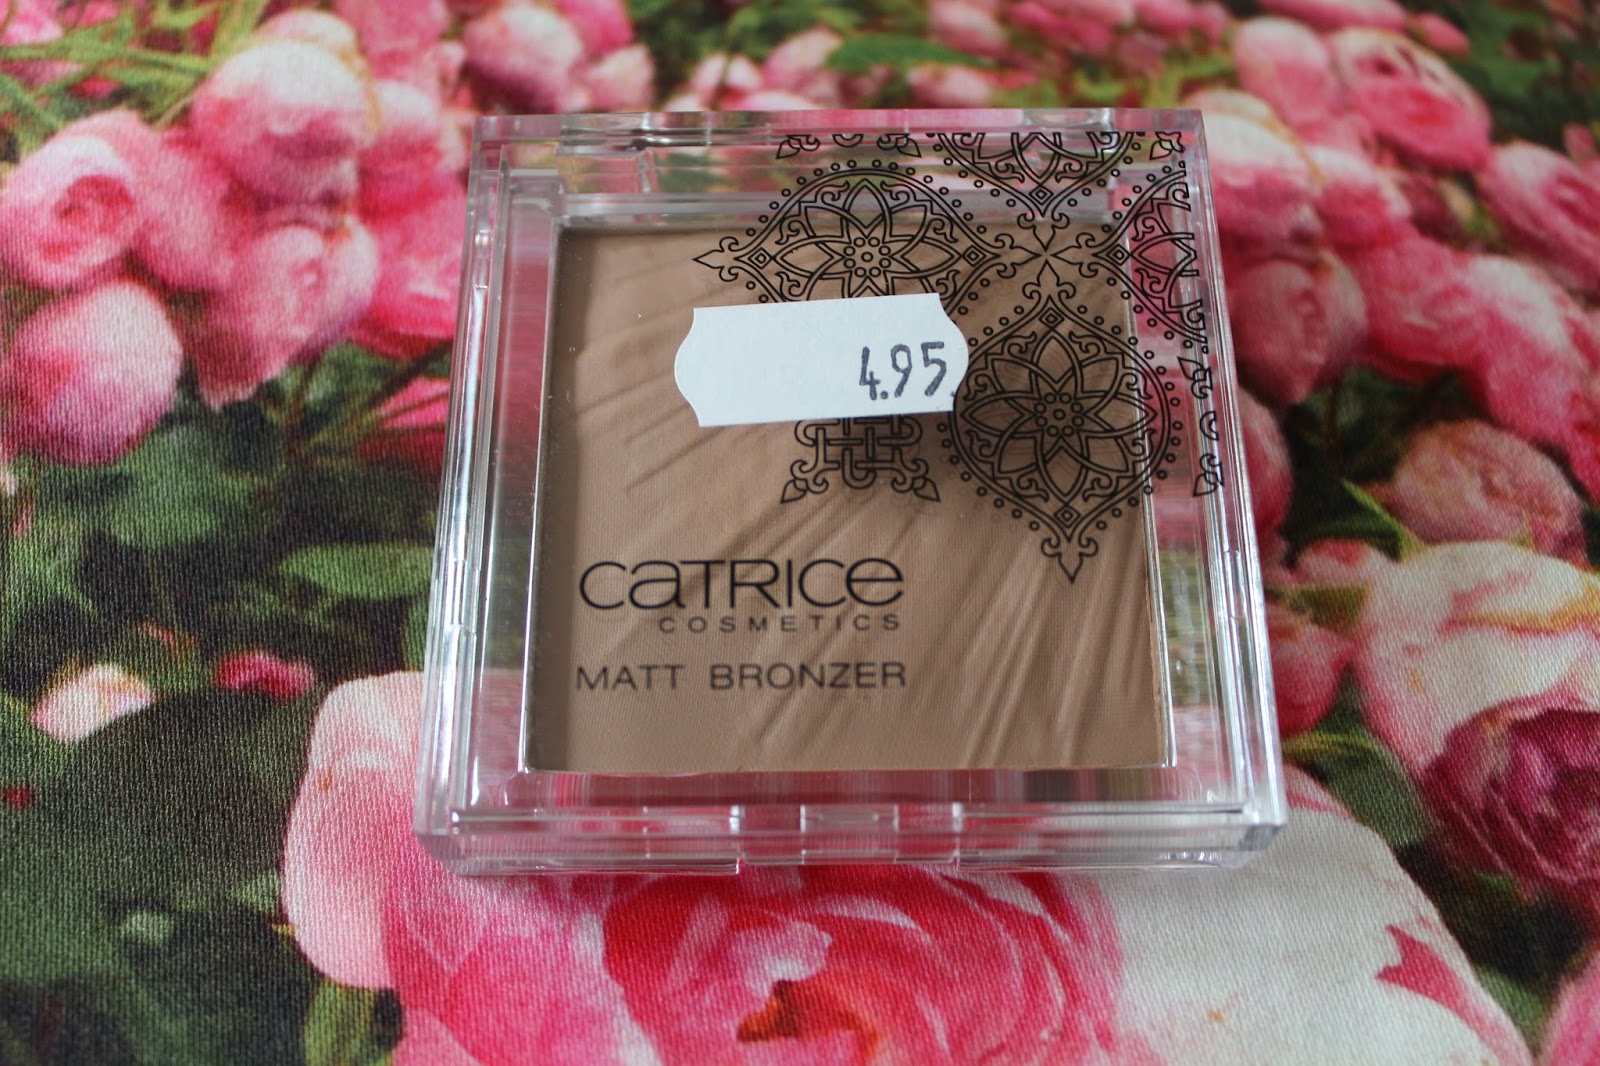 4.95
CATRICE
COSMETICS
MATT BRONZER